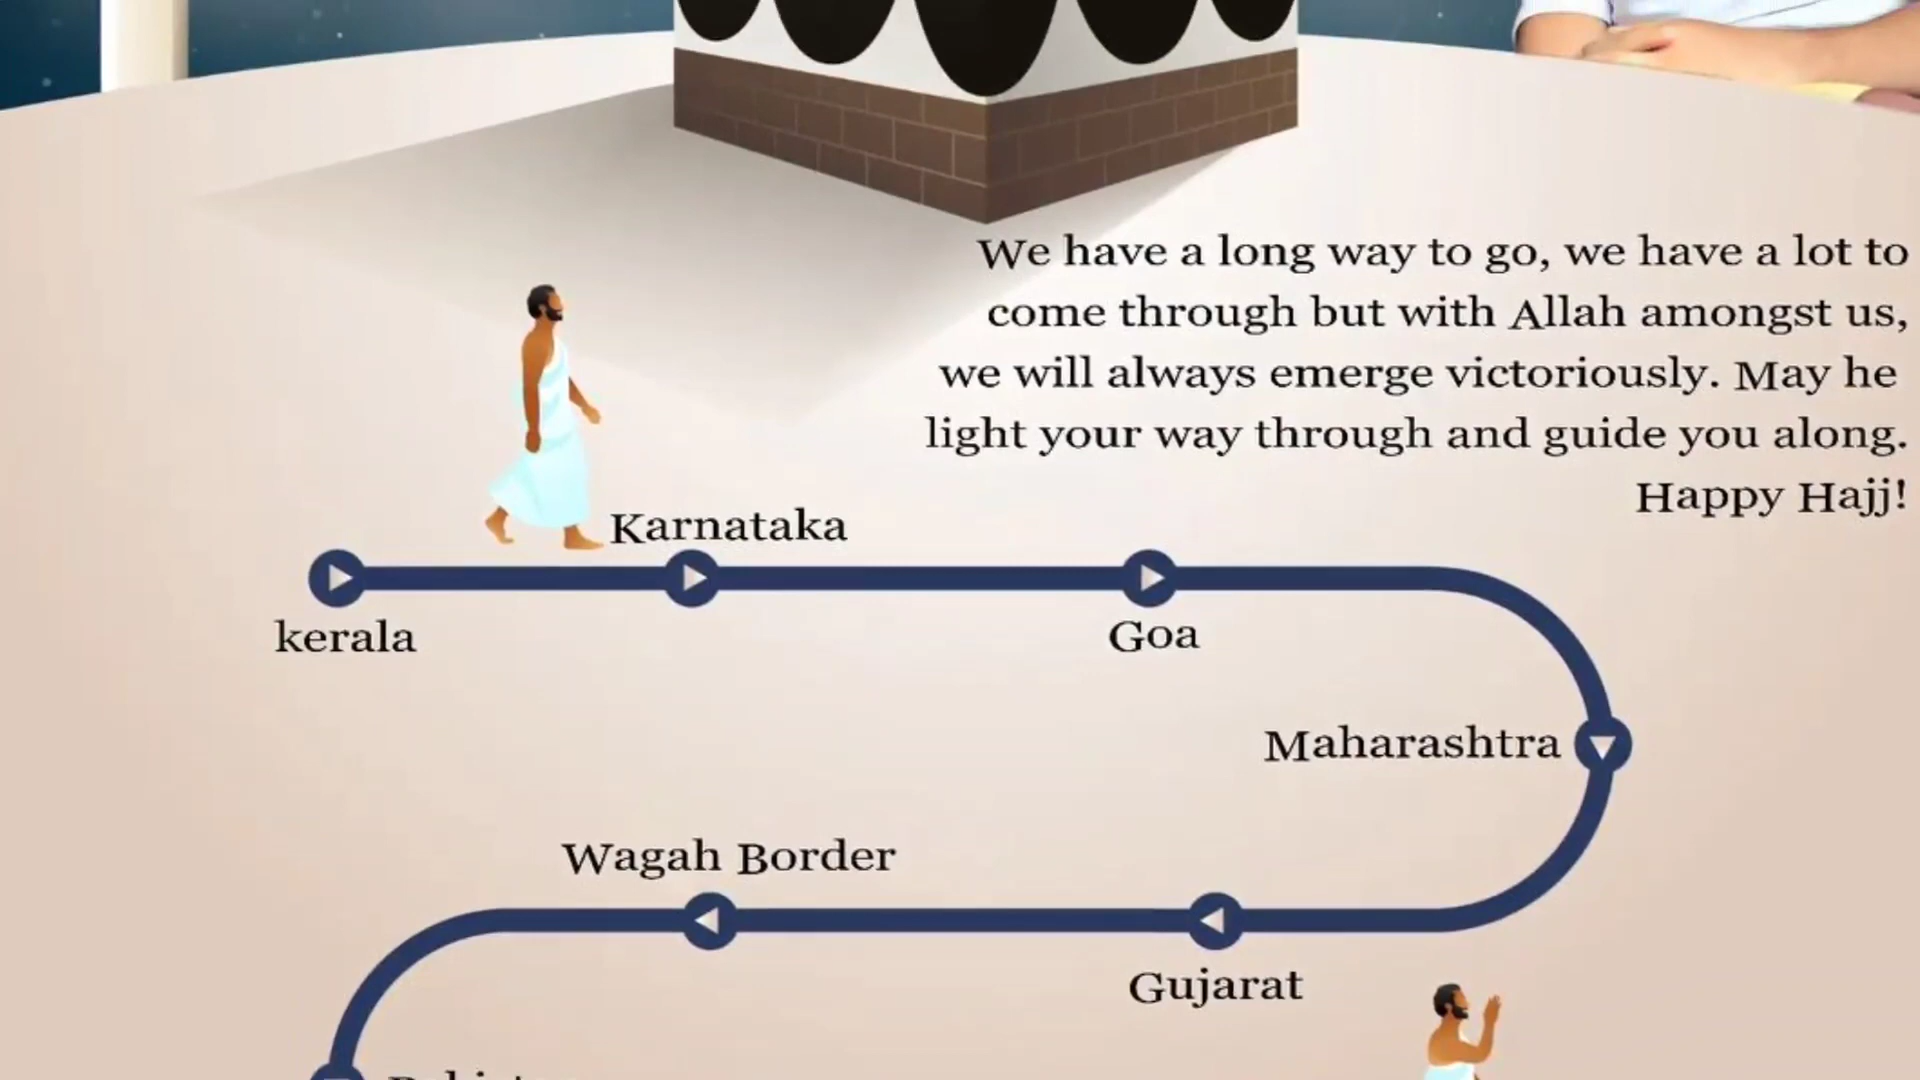 We have a long way to go, we have a lot to
come through but with Allah amongst us,
we will always emerge victoriously. May he
light your way through and guide you along.
Happy Hajj!
Karnataka
kerala
Goa
Maharashtra
Wagah Border
Gujarat